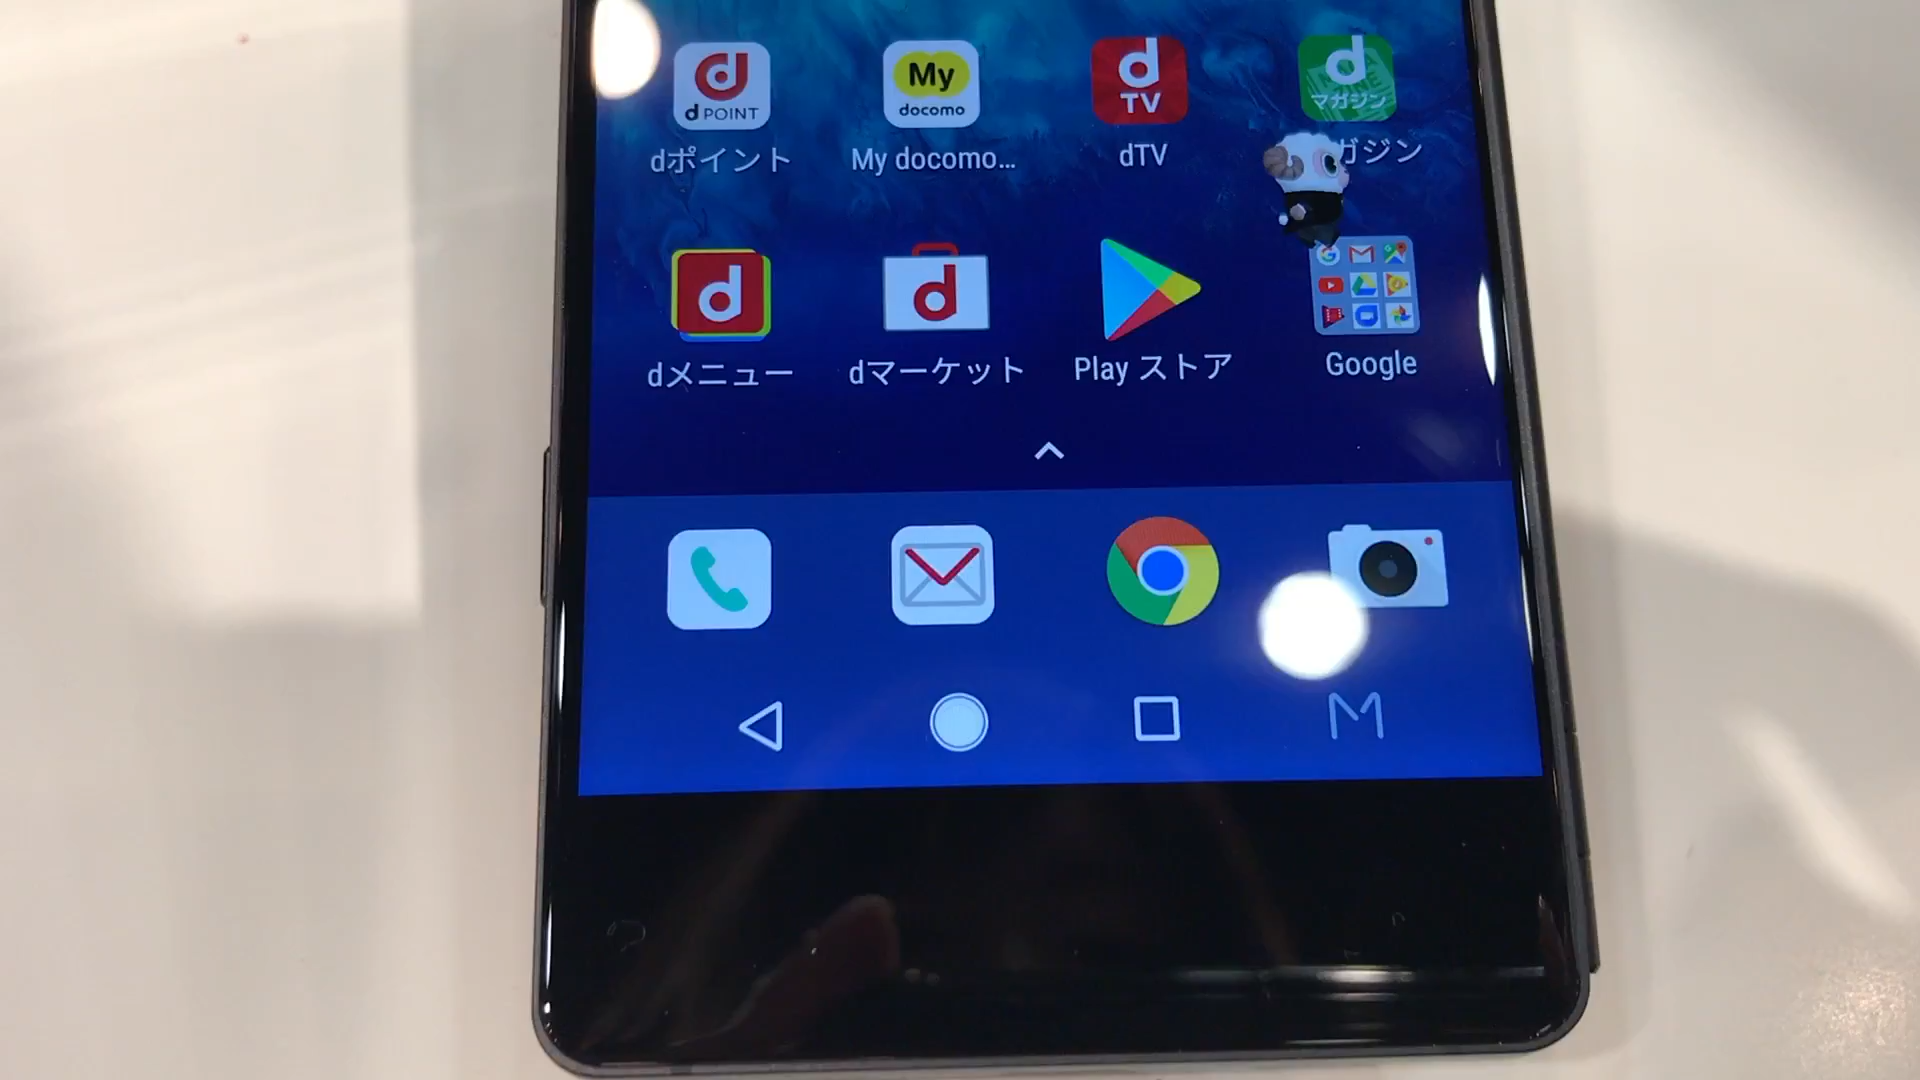 d POINT
My docomo
d TV
d マガジン
dポイント
My docomo…
dTV
ガジン
d
d
dメニュー
dマーケット
Play ストア
Google
M